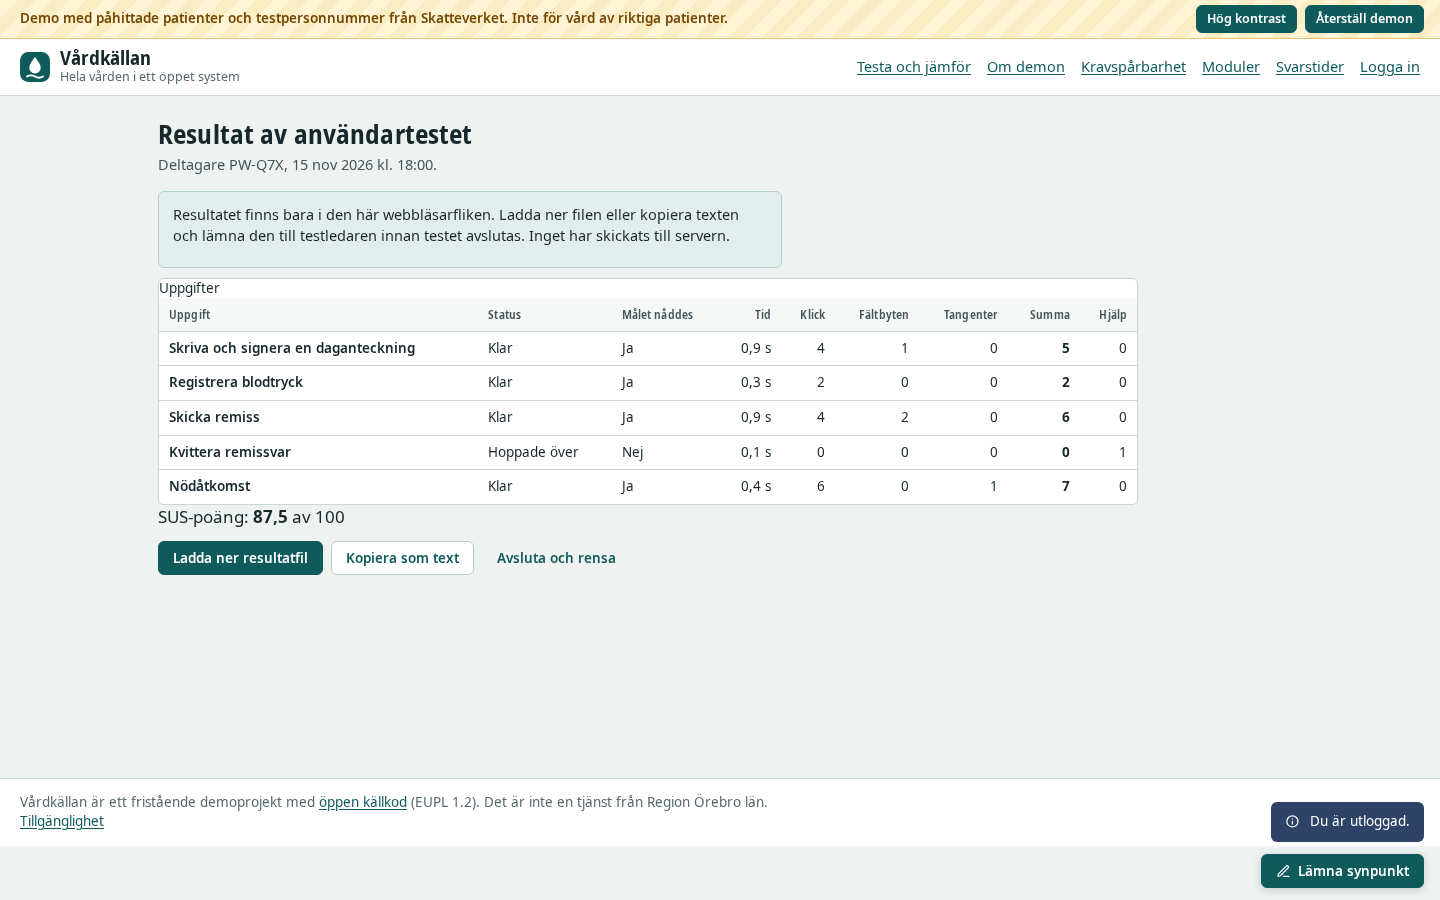 Demo med påhittade patienter och testpersonnummer från Skatteverket. Inte för vård av riktiga patienter.
Hög kontrast
Återställ demon
Vårdkällan
Hela vården i ett öppet system
Testa och jämför
Om demon
Kravspårbarhet
Moduler
Svarstider
Logga in
Resultat av användartestet
Deltagare PW-Q7X, 15 nov 2026 kl. 18:00.
Resultatet finns bara i den här webbläsarfliken. Ladda ner filen eller kopiera texten
och lämna den till testledaren innan testet avslutas. Inget har skickats till servern.
Uppgifter
Uppgift Status Målet nåddes Tid Klick Fältbyten Tangenter Summa Hjälp
Skriva och signera en daganteckning Klar Ja 0,9 s 4 1 0 5 0
Registrera blodtryck Klar Ja 0,3 s 2 0 0 2 0
Skicka remiss Klar Ja 0,9 s 4 2 0 6 0
Kvittera remissvar Hoppade över Nej 0,1 s 0 0 0 0 1
Nödåtkomst Klar Ja 0,4 s 6 0 1 7 0
SUS-poäng: 87,5 av 100
Ladda ner resultatfil
Kopiera som text
Avsluta och rensa
Vårdkällan är ett fristående demoprojekt med öppen källkod (EUPL 1.2). Det är inte en tjänst från Region Örebro län.
Tillgänglighet
Du är utloggad.
Lämna synpunkt